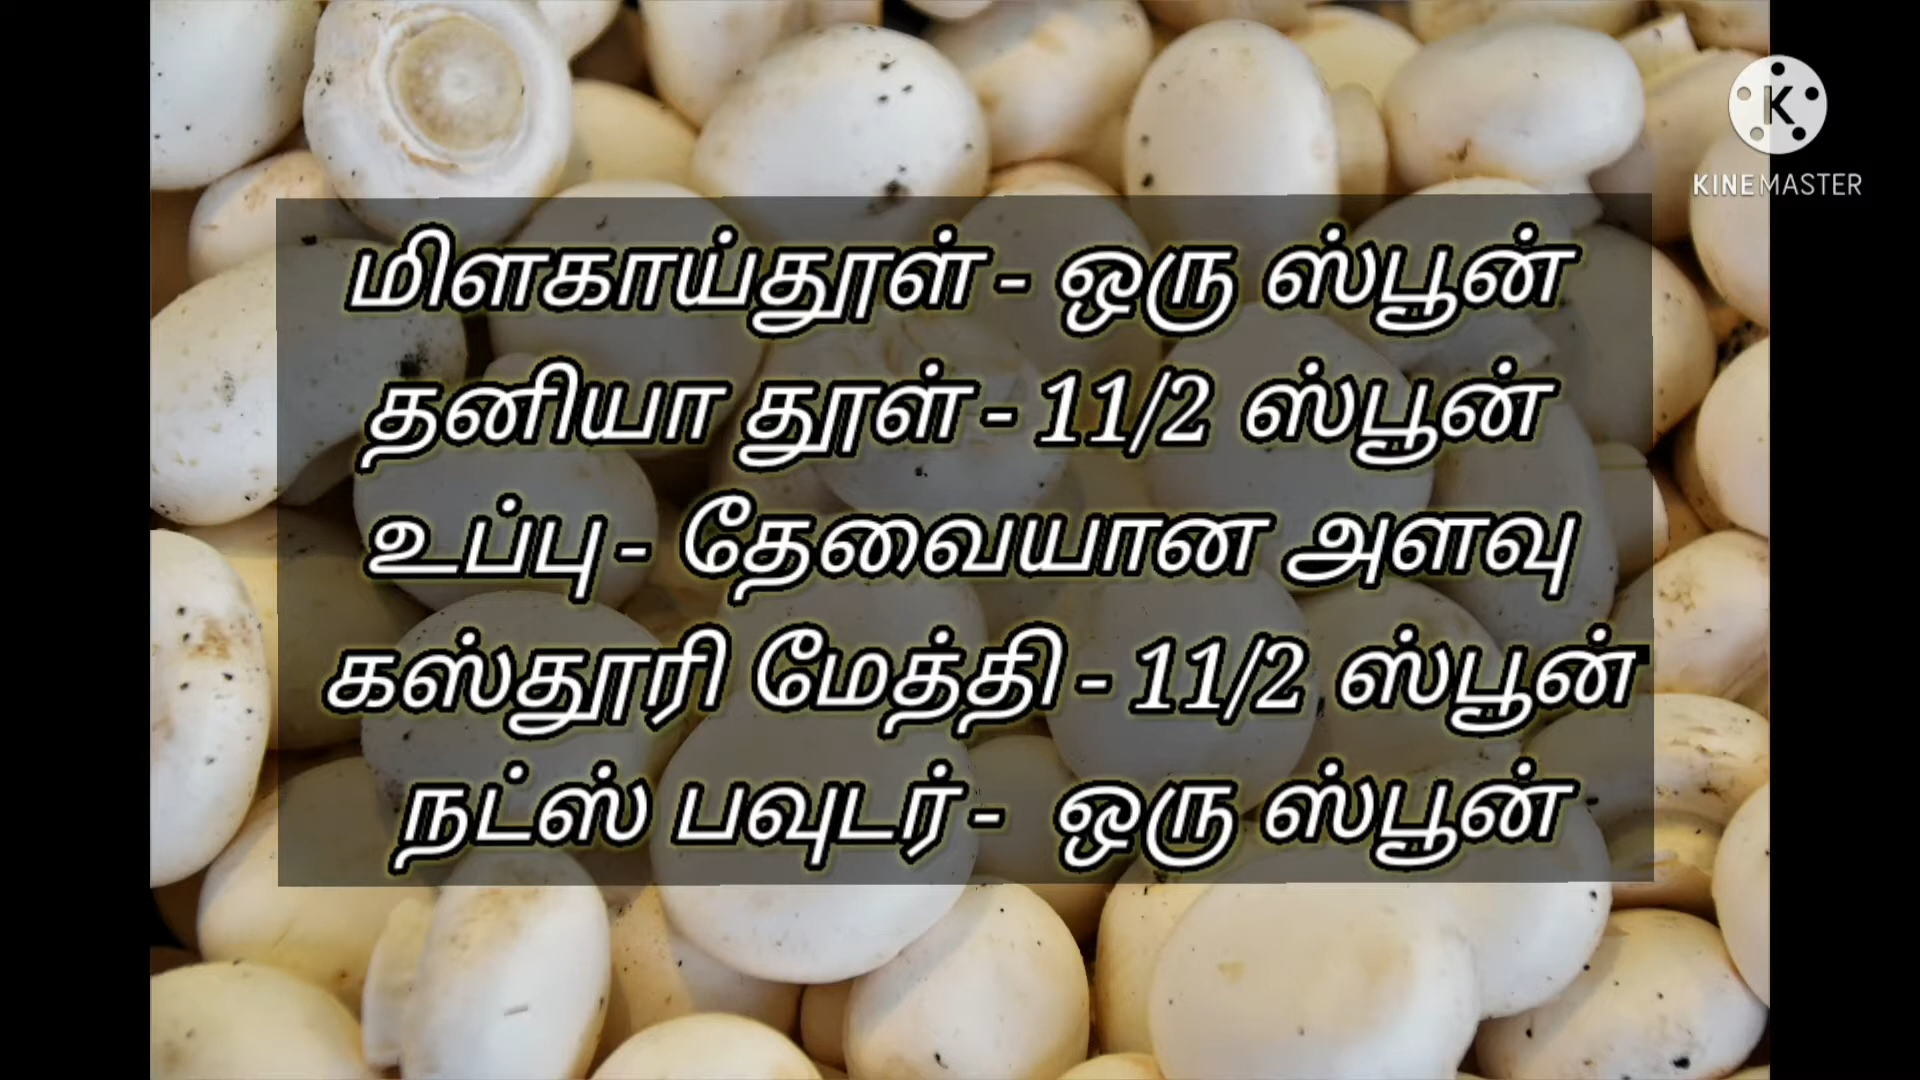 KINEMASTER
மிளகாய்தூள் - ஒரு ஸ்பூன்
தனியா தூள் - 11/2 ஸ்பூன்
உப்பு - தேவையான அளவு
கஸ்தூரி மேத்தி - 11/2 ஸ்பூன்
நட்ஸ் பவுடர் - ஒரு ஸ்பூன்